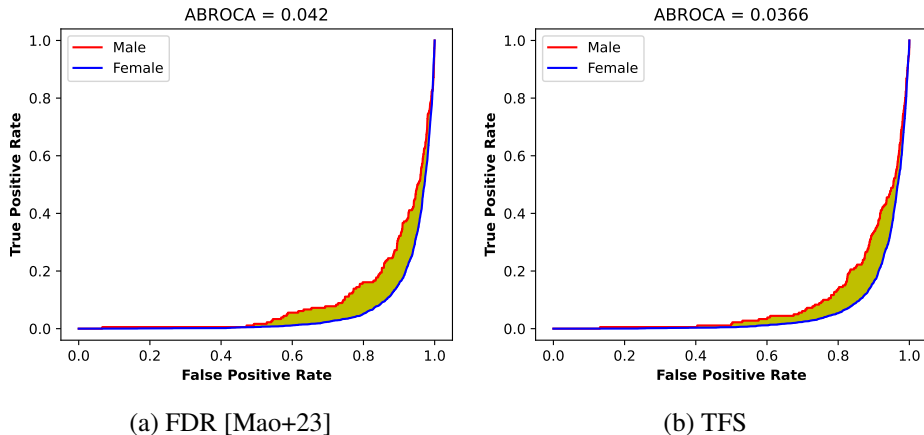 ABROCA = 0.042
Male
Female
True Positive Rate
1.0
0.8
0.6
0.4
0.2
0.0
0.0 0.2 0.4 0.6 0.8 1.0
False Positive Rate
(a) FDR [Mao+23]
ABROCA = 0.0366
Male
Female
True Positive Rate
1.0
0.8
0.6
0.4
0.2
0.0
0.0 0.2 0.4 0.6 0.8 1.0
False Positive Rate
(b) TFS